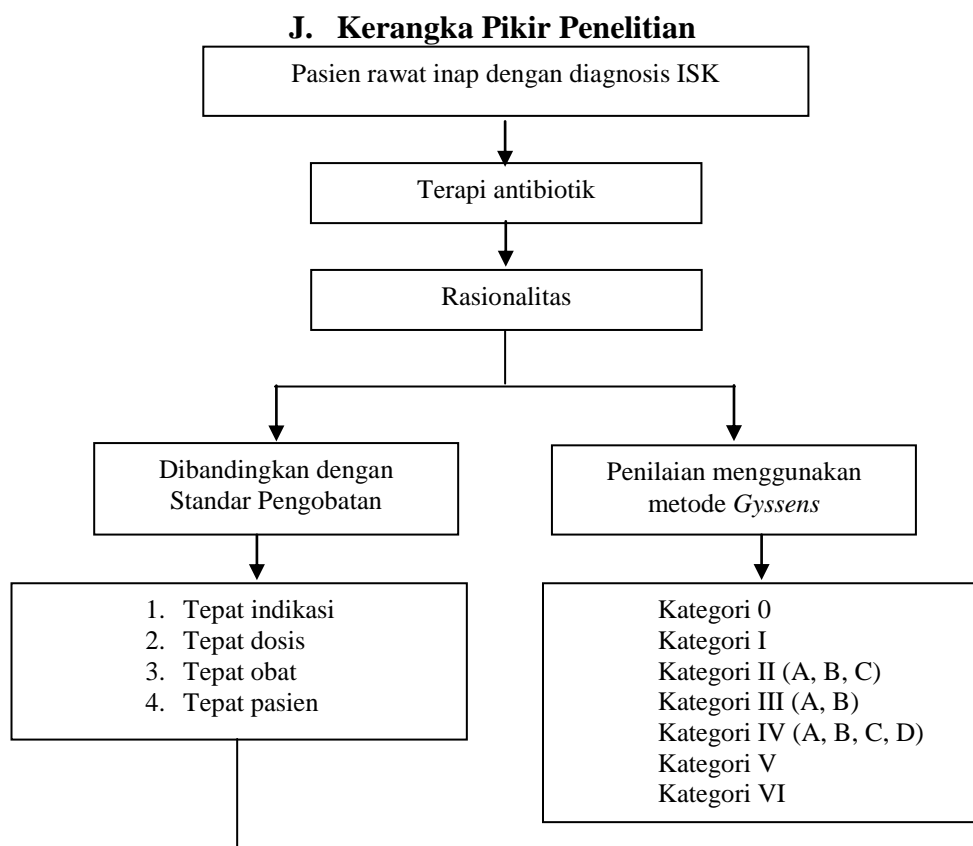 J. Kerangka Pikir Penelitian
Pasien rawat inap dengan diagnosis ISK
Terapi antibiotik
Rasionalitas
Dibandingkan dengan
Standar Pengobatan
Penilaian menggunakan
metode Gyssens
1. Tepat indikasi
2. Tepat dosis
3. Tepat obat
4. Tepat pasien
Kategori 0
Kategori I
Kategori II (A, B, C)
Kategori III (A, B)
Kategori IV (A, B, C, D)
Kategori V
Kategori VI